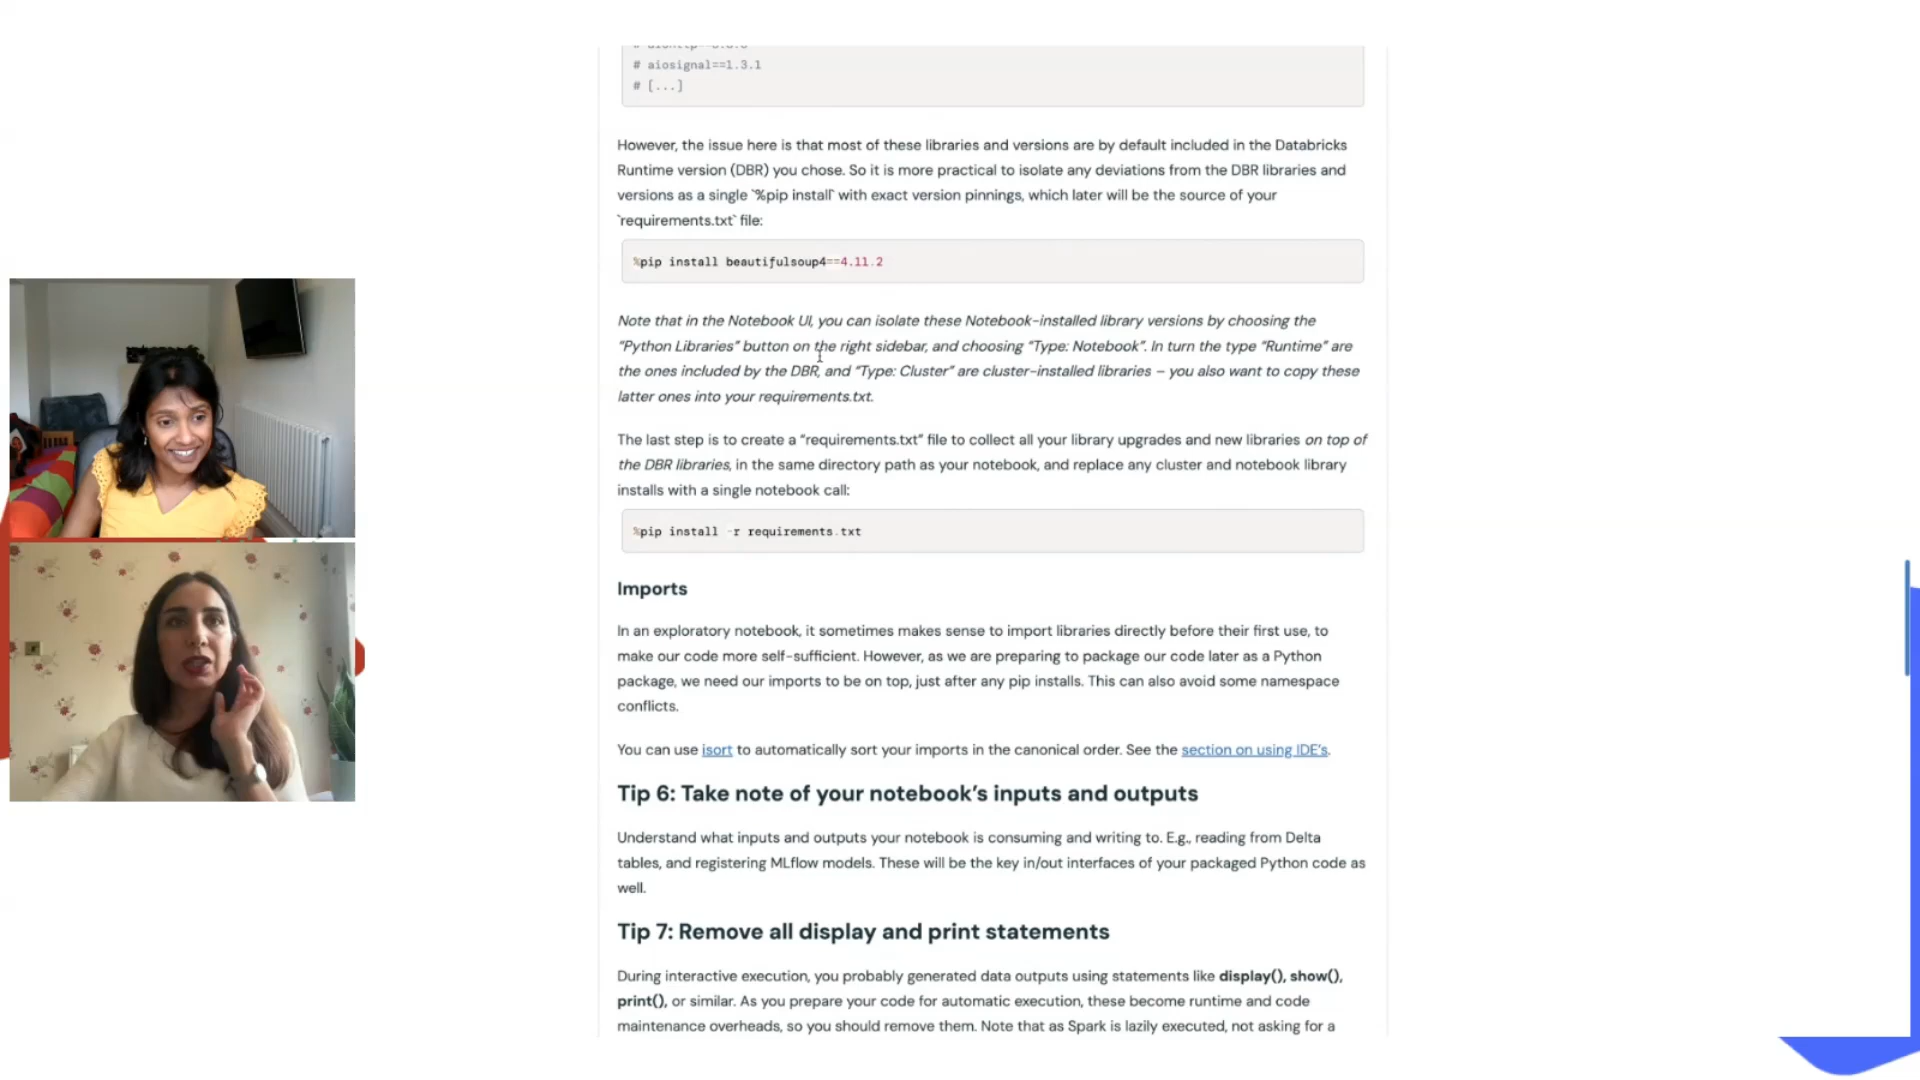 # aiosignal==1.3.1
# [...]
However, the issue here is that most of these libraries and versions are by default included in the Databricks
Runtime version (DBR) you chose. So it is more practical to isolate any deviations from the DBR libraries and
versions as a single `%pip install` with exact version pinnings, which later will be the source of your
`requirements.txt` file:
%pip install beautifulsoup4==4.11.2
Note that in the Notebook UI, you can isolate these Notebook-installed library versions by choosing the
“Python Libraries” button on the right sidebar, and choosing “Type: Notebook”. In turn the type “Runtime” are
the ones included by the DBR, and “Type: Cluster” are cluster-installed libraries – you also want to copy these
latter ones into your requirements.txt.
The last step is to create a “requirements.txt” file to collect all your library upgrades and new libraries on top of
the DBR libraries, in the same directory path as your notebook, and replace any cluster and notebook library
installs with a single notebook call:
%pip install -r requirements.txt
Imports
In an exploratory notebook, it sometimes makes sense to import libraries directly before their first use, to
make our code more self-sufficient. However, as we are preparing to package our code later as a Python
package, we need our imports to be on top, just after any pip installs. This can also avoid some namespace
conflicts.
You can use isort to automatically sort your imports in the canonical order. See the section on using IDE’s.
Tip 6: Take note of your notebook’s inputs and outputs
Understand what inputs and outputs your notebook is consuming and writing to. E.g., reading from Delta
tables, and registering MLflow models. These will be the key in/out interfaces of your packaged Python code as
well.
Tip 7: Remove all display and print statements
During interactive execution, you probably generated data outputs using statements like display(), show(),
print(), or similar. As you prepare your code for automatic execution, these become runtime and code
maintenance overheads, so you should remove them. Note that as Spark is lazily executed, not asking for a